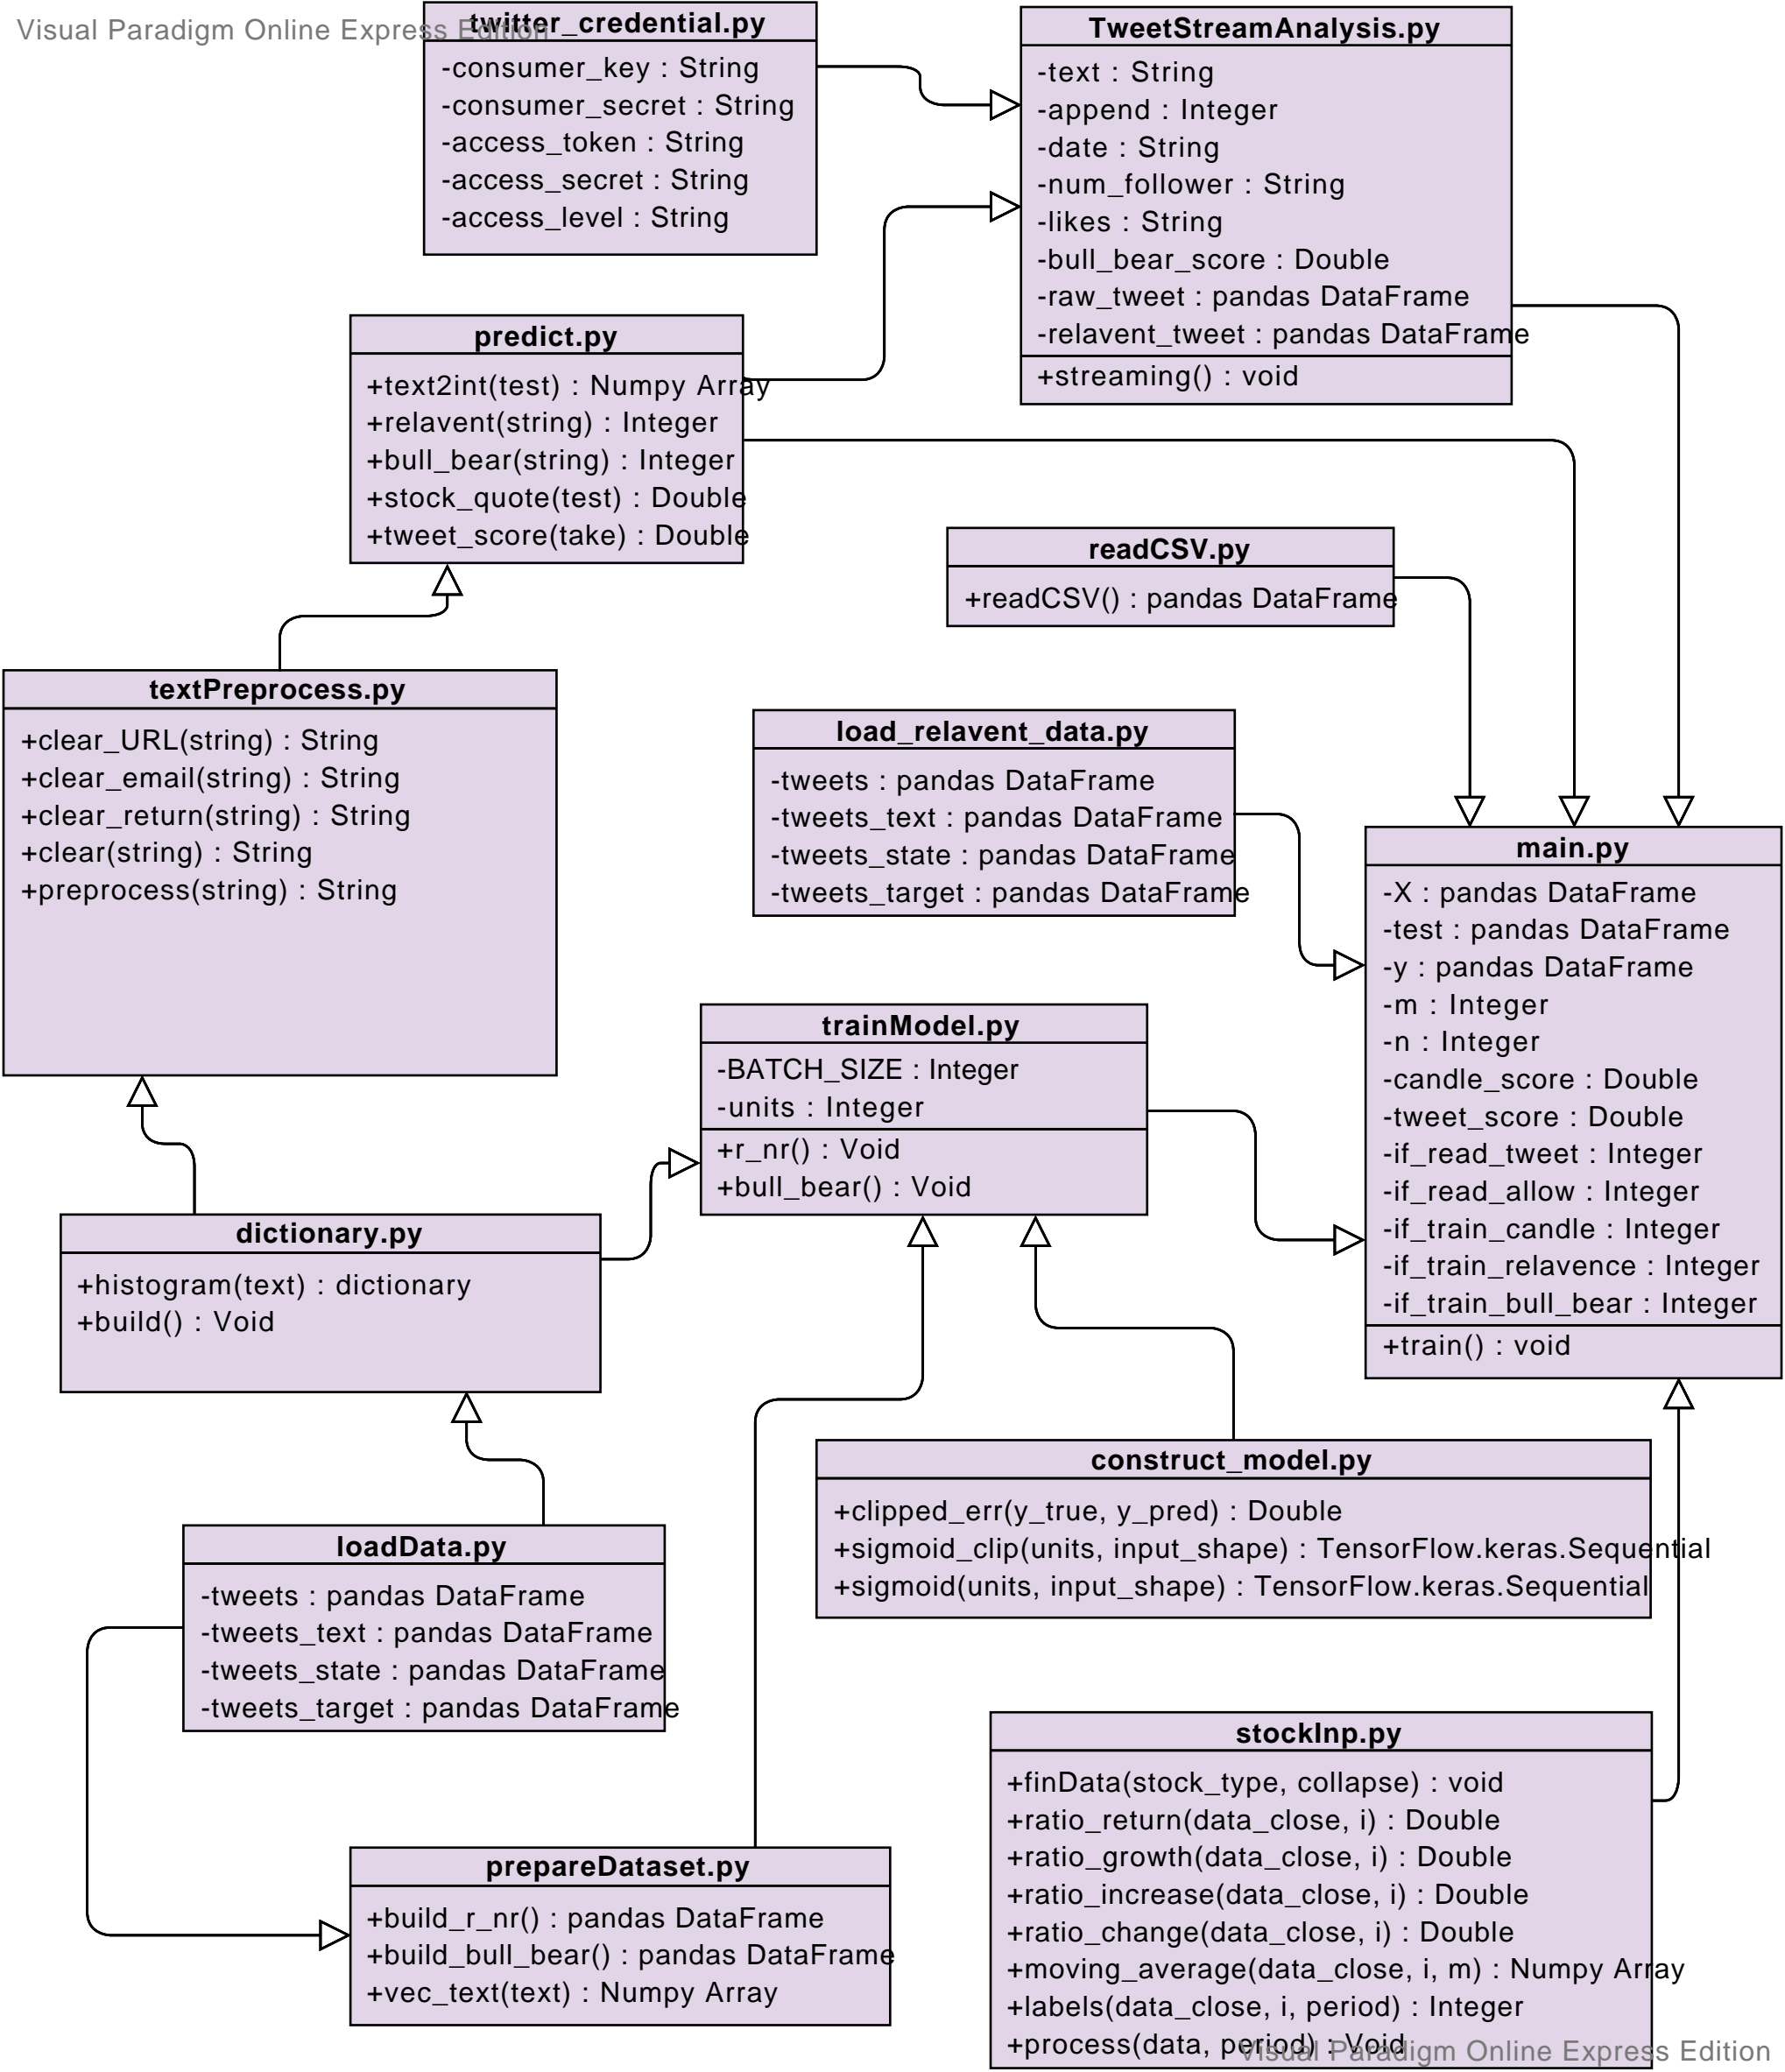 Visual Paradigm Online Express Edition
twitter_credential.py
-consumer_key : String
-consumer_secret : String
-access_token : String
-access_secret : String
-access_level : String
TweetStreamAnalysis.py
-text : String
-append : Integer
-date : String
-num_follower : String
-likes : String
-bull_bear_score : Double
-raw_tweet : pandas DataFrame
-relavent_tweet : pandas DataFrame
+streaming() : void
predict.py
+text2int(test) : Numpy Array
+relavent(string) : Integer
+bull_bear(string) : Integer
+stock_quote(test) : Double
+tweet_score(take) : Double
readCSV.py
+readCSV() : pandas DataFrame
textPreprocess.py
+clear_URL(string) : String
+clear_email(string) : String
+clear_return(string) : String
+clear(string) : String
+preprocess(string) : String
load_relavent_data.py
-tweets : pandas DataFrame
-tweets_text : pandas DataFrame
-tweets_state : pandas DataFrame
-tweets_target : pandas DataFrame
main.py
-X : pandas DataFrame
-test : pandas DataFrame
-y : pandas DataFrame
-m : Integer
-n : Integer
-candle_score : Double
-tweet_score : Double
-if_read_tweet : Integer
-if_read_allow : Integer
-if_train_candle : Integer
-if_train_relavence : Integer
-if_train_bull_bear : Integer
+train() : void
trainModel.py
-BATCH_SIZE : Integer
-units : Integer
+r_nr() : Void
+bull_bear() : Void
dictionary.py
+histogram(text) : dictionary
+build() : Void
construct_model.py
+clipped_err(y_true, y_pred) : Double
+sigmoid_clip(units, input_shape) : TensorFlow.keras.Sequential
+sigmoid(units, input_shape) : TensorFlow.keras.Sequential
loadData.py
-tweets : pandas DataFrame
-tweets_text : pandas DataFrame
-tweets_state : pandas DataFrame
-tweets_target : pandas DataFrame
stockInp.py
+finData(stock_type, collapse) : void
+ratio_return(data_close, i) : Double
+ratio_growth(data_close, i) : Double
+ratio_increase(data_close, i) : Double
+ratio_change(data_close, i) : Double
+moving_average(data_close, i, m) : Numpy Array
+labels(data_close, i, period) : Integer
+process(data, period) : Void
prepareDataset.py
+build_r_nr() : pandas DataFrame
+build_bull_bear() : pandas DataFrame
+vec_text(text) : Numpy Array
Visual Paradigm Online Express Edition